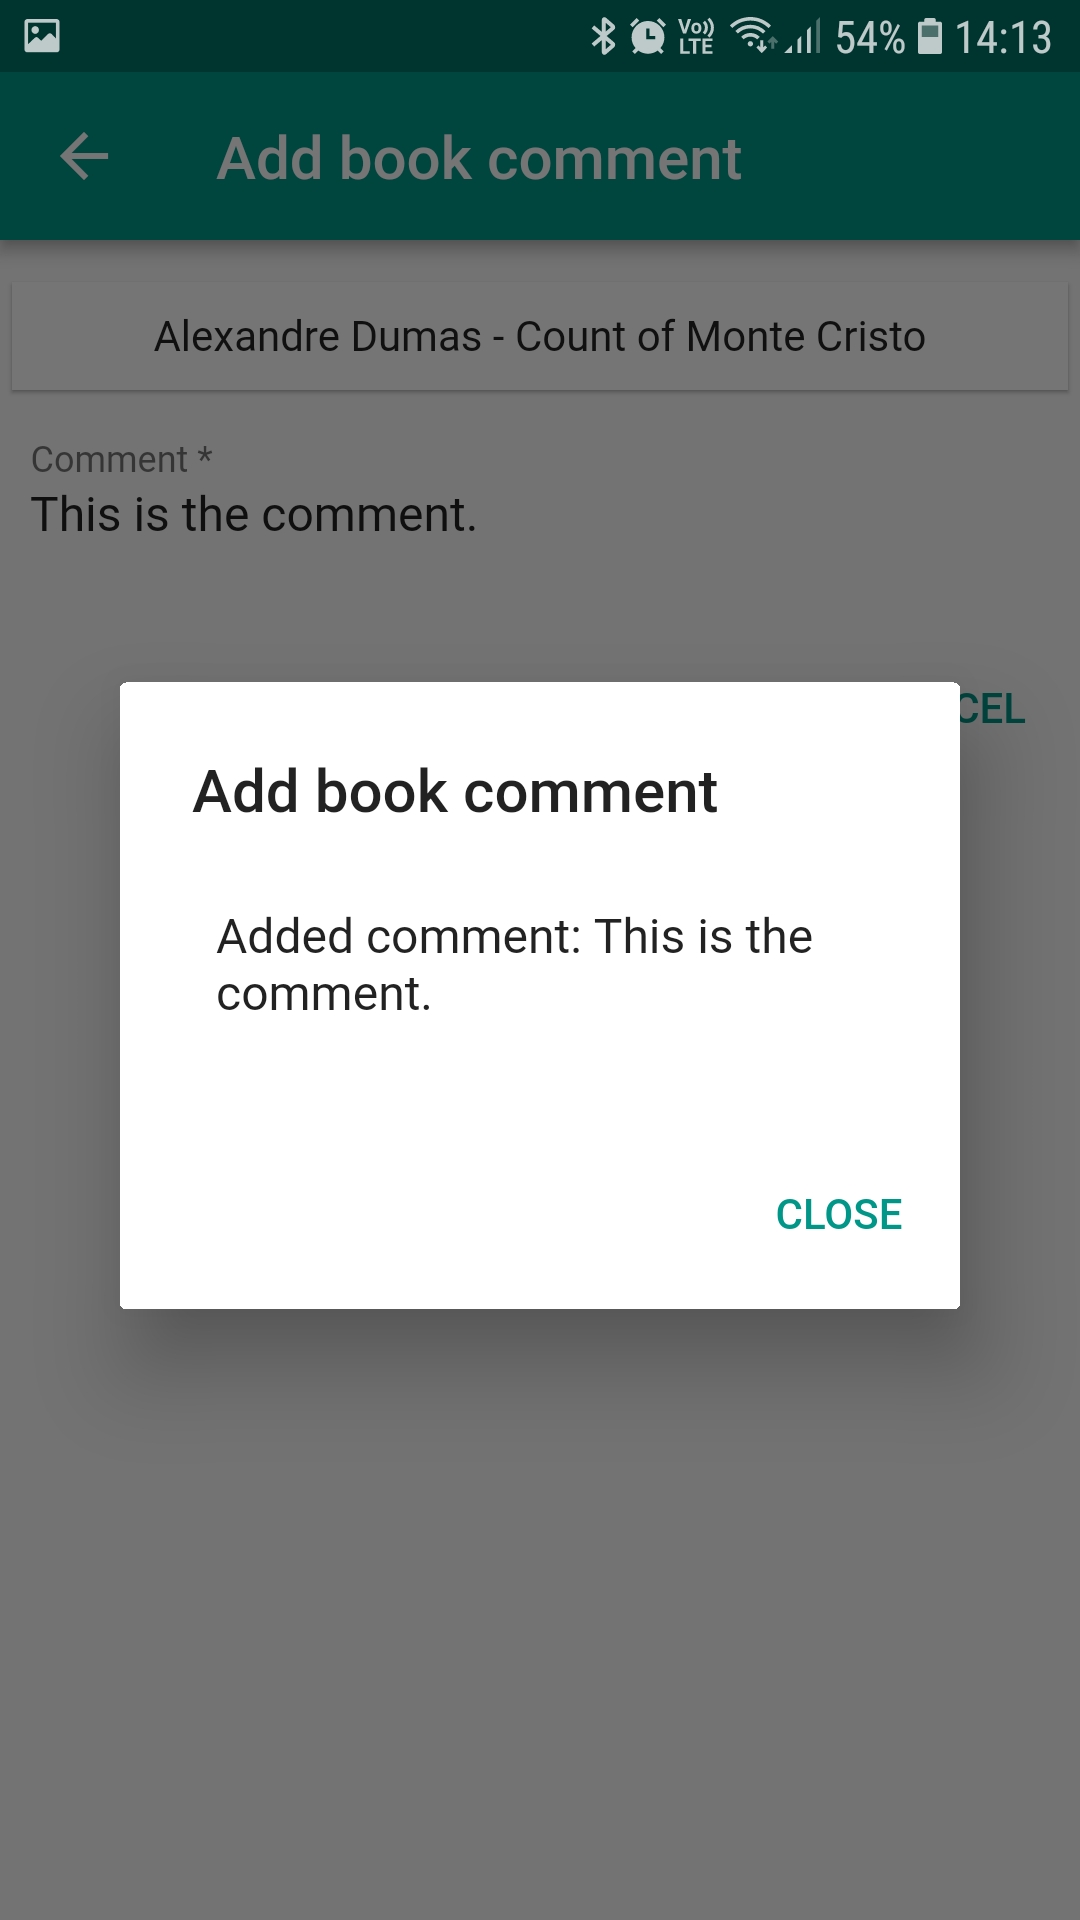 Vo)) LTE 54% 14:13
Add book comment
Alexandre Dumas - Count of Monte Cristo
Comment *
This is the comment.
CEL
Add book comment
Added comment: This is the
comment.
CLOSE